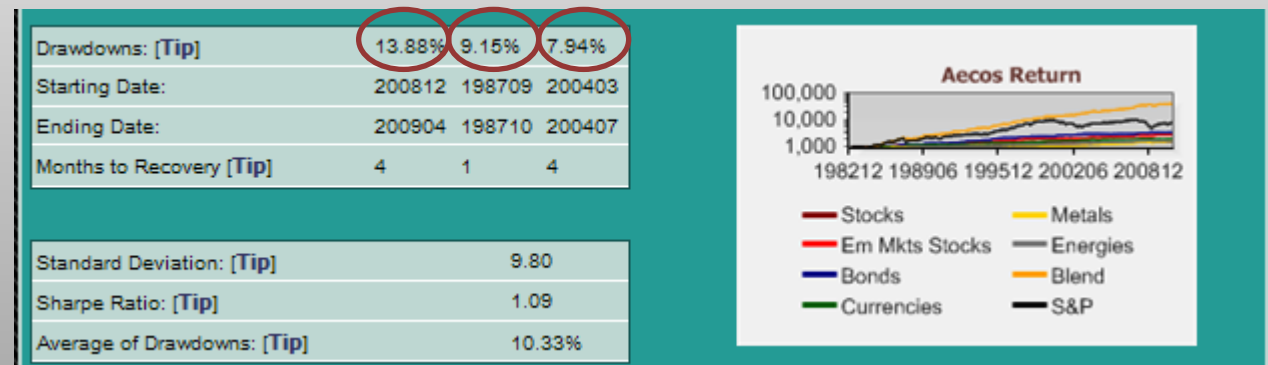 Drawdowns: [Tip] 13.88% 9.15% 7.94%
Starting Date: 200812 198709 200403
Ending Date: 200904 198710 200407
Months to Recovery [Tip] 4 1 4
Standard Deviation: [Tip] 9.80
Sharpe Ratio: [Tip] 1.09
Average of Drawdowns: [Tip] 10.33%
Aecos Return
100,000
10,000
1,000
198212 198906 199512 200206 200812
Stocks Metals
Em Mkts Stocks Energies
Bonds Blend
Currencies S&P